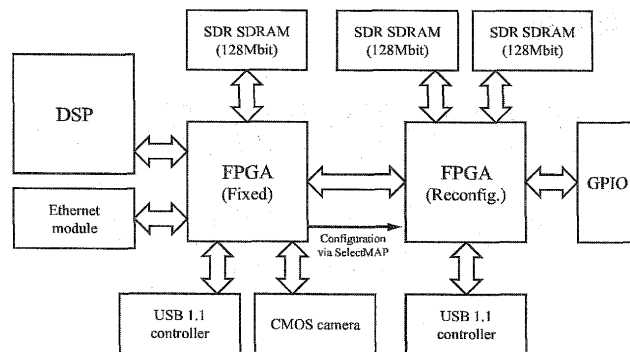 SDR SDRAM
(128Mbit)
SDR SDRAM
(128Mbit)
SDR SDRAM
(128Mbit)
DSP
FPGA
(Fixed)
FPGA
(Reconfig.)
GPIO
Ethernet
module
Configuration
via SelectMAP
USB 1.1
controller
CMOS camera
USB 1.1
controller